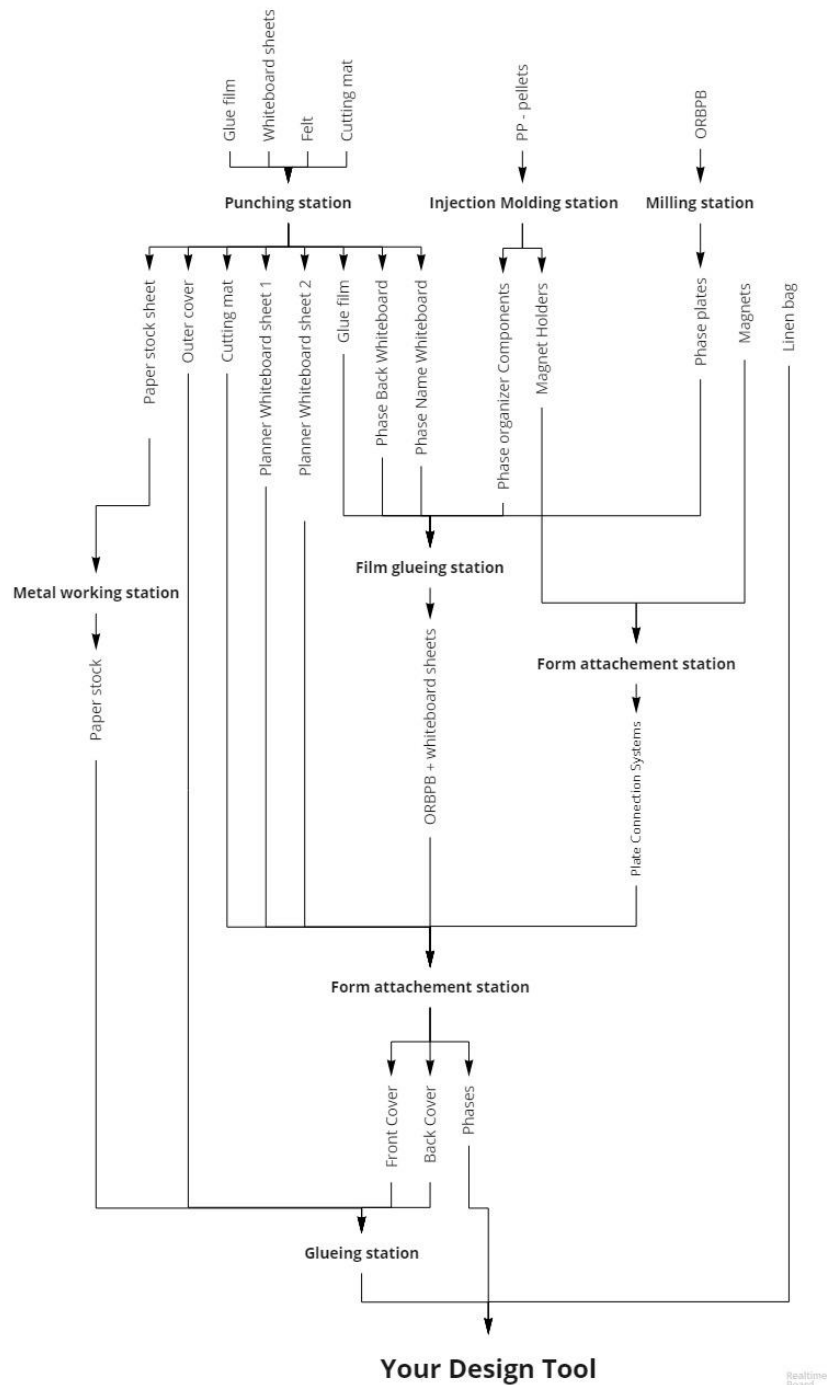 Glue film
Whiteboard sheets
Felt
Cutting mat
PP - pellets
ORBPB
Punching station
Injection Molding station
Milling station
Paper stock sheet
Outer cover
Cutting mat
Planner Whiteboard sheet 1
Planner Whiteboard sheet 2
Glue film
Phase Back Whiteboard
Phase Name Whiteboard
Phase organizer Components
Magnet Holders
Phase plates
Magnets
Linen bag
Film glueing station
Metal working station
Form attachement station
Paper stock
ORBPB + whiteboard sheets
Plate Connection Systems
Form attachement station
Front Cover
Back Cover
Phases
Glueing station
Your Design Tool
Realtime
Board